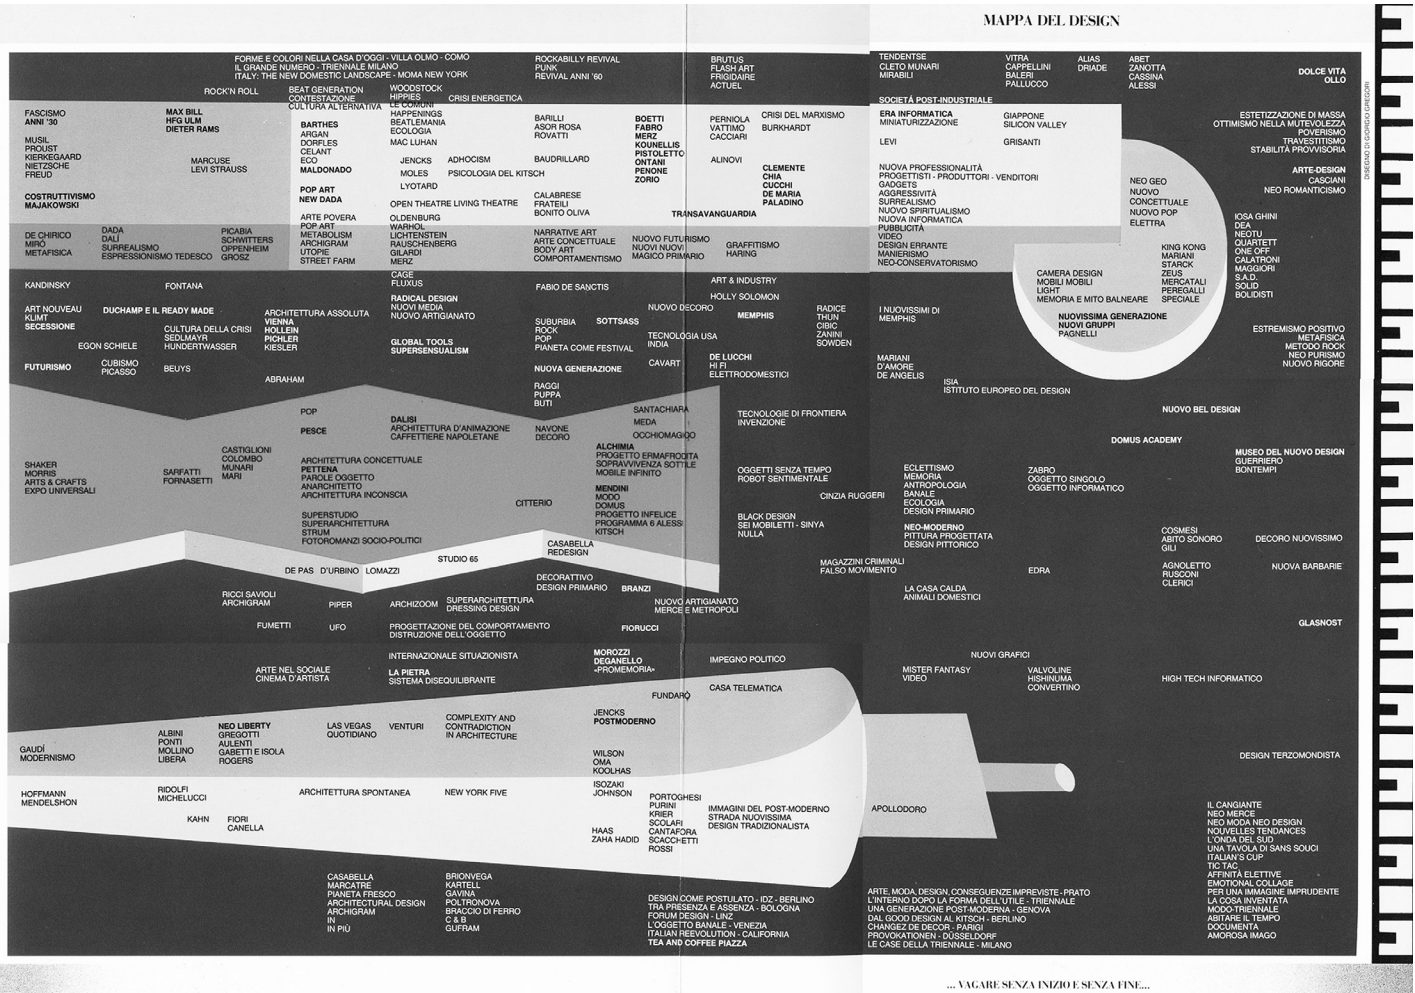 MAPPA DEL DESIGN
FORME E COLORI NELLA CASA D'OGGI - VILLA OLMO - COMO
IL GRANDE NUMERO - TRIENNALE MILANO
ITALY: THE NEW DOMESTIC LANDSCAPE - MOMA NEW YORK
ROCK'N ROLL
BEAT GENERATION
CONTESTAZIONE
CULTURA ALTERNATIVA
WOODSTOCK
HIPPIES
LE COMUNI
HAPPENINGS
BEATLEMANIA
ECOLOGIA
MAC LUHAN
CRISI ENERGETICA
ROCKABILLY REVIVAL
PUNK
REVIVAL ANNI '60
BRUTUS
FLASH ART
FRIGIDAIRE
ACTUEL
TENDENTSE
CLETO MUNARI
MIRABILI
VITRA
CAPPELLINI
BALERI
PALLUCCO
ALIAS
DRIADE
ABET
ZANOTTA
CASSINA
ALESSI
DOLCE VITA
OLLO
DISEGNO DI GIORGIO GREGORI
FASCISMO
ANNI '30
MUSIL
PROUST
KIERKEGAARD
NIETZSCHE
FREUD
COSTRUTTIVISMO
MAJAKOWSKI
MAX BILL
HFG ULM
DIETER RAMS
MARCUSE
LEVI STRAUSS
BARTHES
ARGAN
DORFLES
CELANT
ECO
MALDONADO
POP ART
NEW DADA
ARTE POVERA
POP ART
METABOLISM
ARCHIGRAM
UTOPIE
STREET FARM
JENCKS
MOLES
LYOTARD
ADHOCISM
PSICOLOGIA DEL KITSCH
OPEN THEATRE LIVING THEATRE
OLDENBURG
WARHOL
LICHTENSTEIN
RAUSCHENBERG
GILARDI
MERZ
BARILLI
ASOR ROSA
ROVATTI
BAUDRILLARD
CALABRESE
FRATEILI
BONITO OLIVA
NARRATIVE ART
ARTE CONCETTUALE
BODY ART
COMPORTAMENTISMO
BOETTI
FABRO
MERZ
KOUNELLIS
PISTOLETTO
ONTANI
PENONE
ZORIO
PERNIOLA
VATTIMO
CACCIARI
ALINOVI
CRISI DEL MARXISMO
BURKHARDT
CLEMENTE
CHIA
CUCCHI
DE MARIA
PALADINO
TRANSAVANGUARDIA
NUOVO FUTURISMO
NUOVI NUOVI
MAGICO PRIMARIO
GRAFFITISMO
HARING
SOCIETÁ POST-INDUSTRIALE
ERA INFORMATICA
MINIATURIZZAZIONE
LEVI
GIAPPONE
SILICON VALLEY
GRISANTI
NUOVA PROFESSIONALITÀ
PROGETTISTI - PRODUTTORI - VENDITORI
GADGETS
AGGRESSIVITÀ
SURREALISMO
NUOVO SPIRITUALISMO
NUOVA INFORMATICA
PUBBLICITÀ
VIDEO
DESIGN ERRANTE
MANIERISMO
NEO-CONSERVATORISMO
NEO GEO
NUOVO
CONCETTUALE
NUOVO POP
ELETTRA
ESTETIZZAZIONE DI MASSA
OTTIMISMO NELLA MUTEVOLEZZA
POVERISMO
TRAVESTITISMO
STABILITÀ PROVVISORIA
ARTE-DESIGN
CASCIANI
NEO ROMANTICISMO
IOSA GHINI
DEA
NEOTU
QUARTETT
ONE OFF
CALATRONI
MAGGIORI
S.A.D.
SOLID
BOLIDISTI
KING KONG
MARIANI
STARCK
ZEUS
MERCATALI
PEREGALLI
SPECIALE
CAMERA DESIGN
MOBILI MOBILI
LIGHT
MEMORIA E MITO BALNEARE
NUOVISSIMA GENERAZIONE
NUOVI GRUPPI
PAGNELLI
ESTREMISMO POSITIVO
METAFISICA
METODO ROCK
NEO PURISMO
NUOVO RIGORE
DE CHIRICO
MIRÓ
METAFISICA
DADA
DALÍ
SURREALISMO
ESPRESSIONISMO TEDESCO
PICABIA
SCHWITTERS
OPPENHEIM
GROSZ
KANDINSKY
FONTANA
ART NOUVEAU
KLIMT
SECESSIONE
DUCHAMP E IL READY MADE
EGON SCHIELE
CULTURA DELLA CRISI
SEDLMAYR
HUNDERTWASSER
FUTURISMO
CUBISMO
PICASSO
BEUYS
ARCHITETTURA ASSOLUTA
VIENNA
HOLLEIN
PICHLER
KIESLER
ABRAHAM
CAGE
FLUXUS
RADICAL DESIGN
NUOVI MEDIA
NUOVO ARTIGIANATO
GLOBAL TOOLS
SUPERSENSUALISM
FABIO DE SANCTIS
SUBURBIA
ROCK
POP
PIANETA COME FESTIVAL
SOTTSASS
NUOVA GENERAZIONE
RAGGI
PUPPA
BUTI
NUOVO DECORO
TECNOLOGIA USA
INDIA
CAVART
ART & INDUSTRY
HOLLY SOLOMON
MEMPHIS
DE LUCCHI
HI FI
ELETTRODOMESTICI
RADICE
THUN
CIBIC
ZANINI
SOWDEN
I NUOVISSIMI DI
MEMPHIS
MARIANI
D'AMORE
DE ANGELIS
ISIA
ISTITUTO EUROPEO DEL DESIGN
POP
PESCE
DALISI
ARCHITETTURA D'ANIMAZIONE
CAFFETTIERE NAPOLETANE
NAVONE
DECORO
SANTACHIARA
MEDA
OCCHIOMAGICO
TECNOLOGIE DI FRONTIERA
INVENZIONE
NUOVO BEL DESIGN
DOMUS ACADEMY
MUSEO DEL NUOVO DESIGN
GUERRIERO
BONTEMPI
SHAKER
MORRIS
ARTS & CRAFTS
EXPO UNIVERSALI
SARFATTI
FORNASETTI
CASTIGLIONI
COLOMBO
MUNARI
MARI
ARCHITETTURA CONCETTUALE
PETTENA
PAROLE OGGETTO
ANARCHITETTO
ARCHITETTURA INCONSCIA
SUPERSTUDIO
SUPERARCHITETTURA
STRUM
FOTOROMANZI SOCIO-POLITICI
CITTERIO
ALCHIMIA
PROGETTO ERMAFRODITA
SOPRAVVIVENZA SOTTILE
MOBILE INFINITO
MENDINI
MODO
DOMUS
PROGETTO INFELICE
PROGRAMMA 6 ALESSI
KITSCH
OGGETTI SENZA TEMPO
ROBOT SENTIMENTALE
CINZIA RUGGERI
BLACK DESIGN
SEI MOBILETTI - SINYA
NULLA
ECLETTISMO
MEMORIA
ANTROPOLOGIA
BANALE
ECOLOGIA
DESIGN PRIMARIO
NEO-MODERNO
PITTURA PROGETTATA
DESIGN PITTORICO
ZABRO
OGGETTO SINGOLO
OGGETTO INFORMATICO
COSMESI
ABITO SONORO
GILI
DECORO NUOVISSIMO
STUDIO 65
CASABELLA
REDESIGN
DE PAS D'URBINO LOMAZZI
MAGAZZINI CRIMINALI
FALSO MOVIMENTO
EDRA
AGNOLETTO
RUSCONI
CLERICI
NUOVA BARBARIE
LA CASA CALDA
ANIMALI DOMESTICI
RICCI SAVIOLI
ARCHIGRAM
FUMETTI
PIPER
UFO
ARCHIZOOM
SUPERARCHITETTURA
DRESSING DESIGN
PROGETTAZIONE DEL COMPORTAMENTO
DISTRUZIONE DELL'OGGETTO
DECORATTIVO
DESIGN PRIMARIO
BRANZI
NUOVO ARTIGIANATO
MERCE E METROPOLI
FIORUCCI
GLASNOST
ARTE NEL SOCIALE
CINEMA D'ARTISTA
INTERNAZIONALE SITUAZIONISTA
LA PIETRA
SISTEMA DISEQUILIBRANTE
MOROZZI
DEGANELLO
«PROMEMORIA»
IMPEGNO POLITICO
FUNDARÒ
CASA TELEMATICA
NUOVI GRAFICI
MISTER FANTASY
VIDEO
VALVOLINE
HISHINUMA
CONVERTINO
HIGH TECH INFORMATICO
GAUDÍ
MODERNISMO
ALBINI
PONTI
MOLLINO
LIBERA
NEO LIBERTY
GREGOTTI
AULENTI
GABETTI E ISOLA
ROGERS
LAS VEGAS
QUOTIDIANO
VENTURI
COMPLEXITY AND
CONTRADICTION
IN ARCHITECTURE
JENCKS
POSTMODERNO
WILSON
OMA
KOOLHAS
DESIGN TERZOMONDISTA
HOFFMANN
MENDELSHON
RIDOLFI
MICHELUCCI
KAHN
FIORI
CANELLA
ARCHITETTURA SPONTANEA
NEW YORK FIVE
ISOZAKI
JOHNSON
HAAS
ZAHA HADID
PORTOGHESI
PURINI
KRIER
SCOLARI
CANTAFORA
SCACCHETTI
ROSSI
IMMAGINI DEL POST-MODERNO
STRADA NUOVISSIMA
DESIGN TRADIZIONALISTA
APOLLODORO
IL CANGIANTE
NEO MERCE
NEO MODA NEO DESIGN
NOUVELLES TENDANCES
L'ONDA DEL SUD
UNA TAVOLA DI SANS SOUCI
ITALIAN'S CUP
TIC TAC
AFFINITÀ ELETTIVE
EMOTIONAL COLLAGE
PER UNA IMMAGINE IMPRUDENTE
LA COSA INVENTATA
MODO-TRIENNALE
ABITARE IL TEMPO
DOCUMENTA
AMOROSA IMAGO
CASABELLA
MARCATRE
PIANETA FRESCO
ARCHITECTURAL DESIGN
ARCHIGRAM
IN
IN PIÙ
BRIONVEGA
KARTELL
GAVINA
POLTRONOVA
BRACCIO DI FERRO
C & B
GUFRAM
DESIGN COME POSTULATO - IDZ - BERLINO
TRA PRESENZA E ASSENZA - BOLOGNA
FORUM DESIGN - LINZ
L'OGGETTO BANALE - VENEZIA
ITALIAN REEVOLUTION - CALIFORNIA
TEA AND COFFEE PIAZZA
ARTE, MODA, DESIGN, CONSEGUENZE IMPREVISTE - PRATO
L'INTERNO DOPO LA FORMA DELL'UTILE - TRIENNALE
UNA GENERAZIONE POST-MODERNA - GENOVA
DAL GOOD DESIGN AL KITSCH - BERLINO
CHANGEZ DE DECOR - PARIGI
PROVOKATIONEN - DÜSSELDORF
LE CASE DELLA TRIENNALE - MILANO
... VAGARE SENZA INIZIO E SENZA FINE...